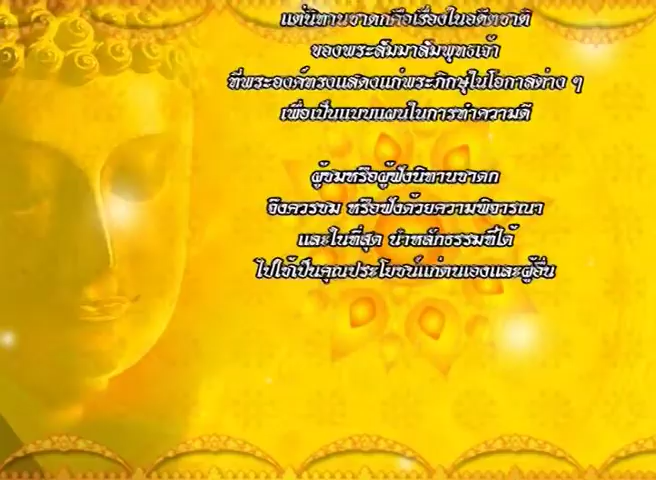 แต่นิทานชาดกคือเรื่องในอดีตชาติ
ของพระสัมมาสัมพุทธเจ้า
ที่พระองค์ทรงแสดงแก่พระภิกษุในโอกาสต่าง ๆ
เพื่อเป็นแบบแผนในการทำความดี
ผู้ชมหรือผู้ฟังนิทานชาดก
จึงควรชม หรือฟังด้วยความพิจารณา
และในที่สุด นำหลักธรรมที่ได้
ไปใช้เป็นคุณประโยชน์แก่ตนเองและผู้อื่น